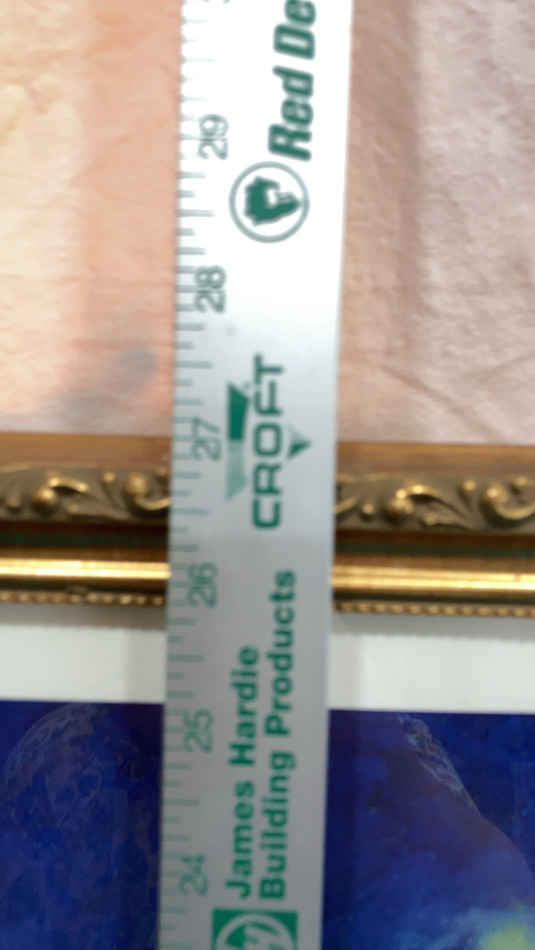 29
Red De
28
27
CROFT
26
James Hardie
Building Products
25
24